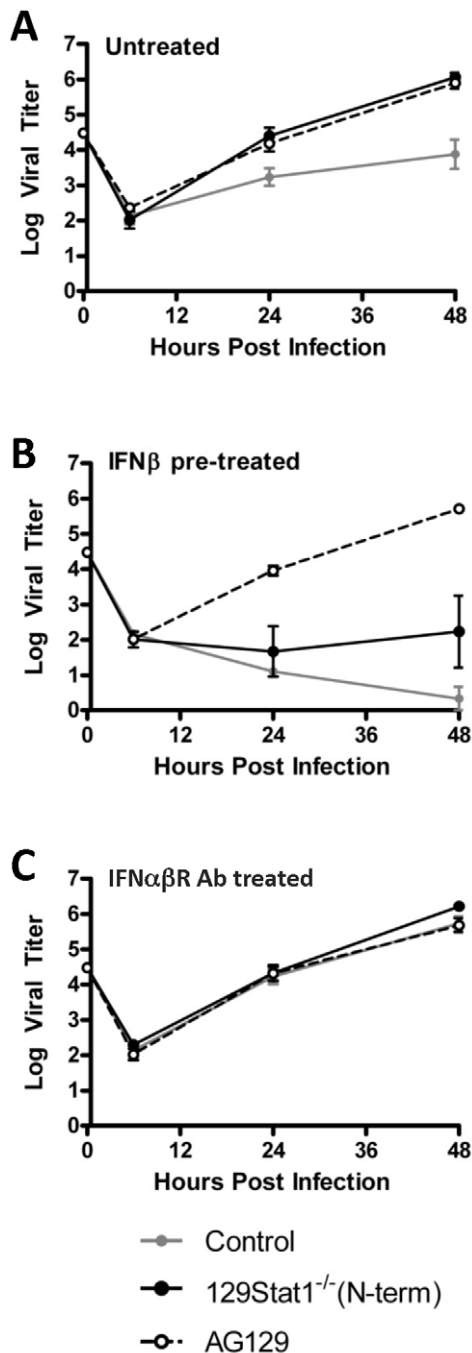 A
Untreated
Log Viral Titer
7
6
5
4
3
2
1
0
0 12 24 36 48
Hours Post Infection
B
IFNβ pre-treated
Log Viral Titer
7
6
5
4
3
2
1
0
0 12 24 36 48
Hours Post Infection
C
IFNαβR Ab treated
Log Viral Titer
7
6
5
4
3
2
1
0
0 12 24 36 48
Hours Post Infection
Control
129Stat1-/-(N-term)
AG129